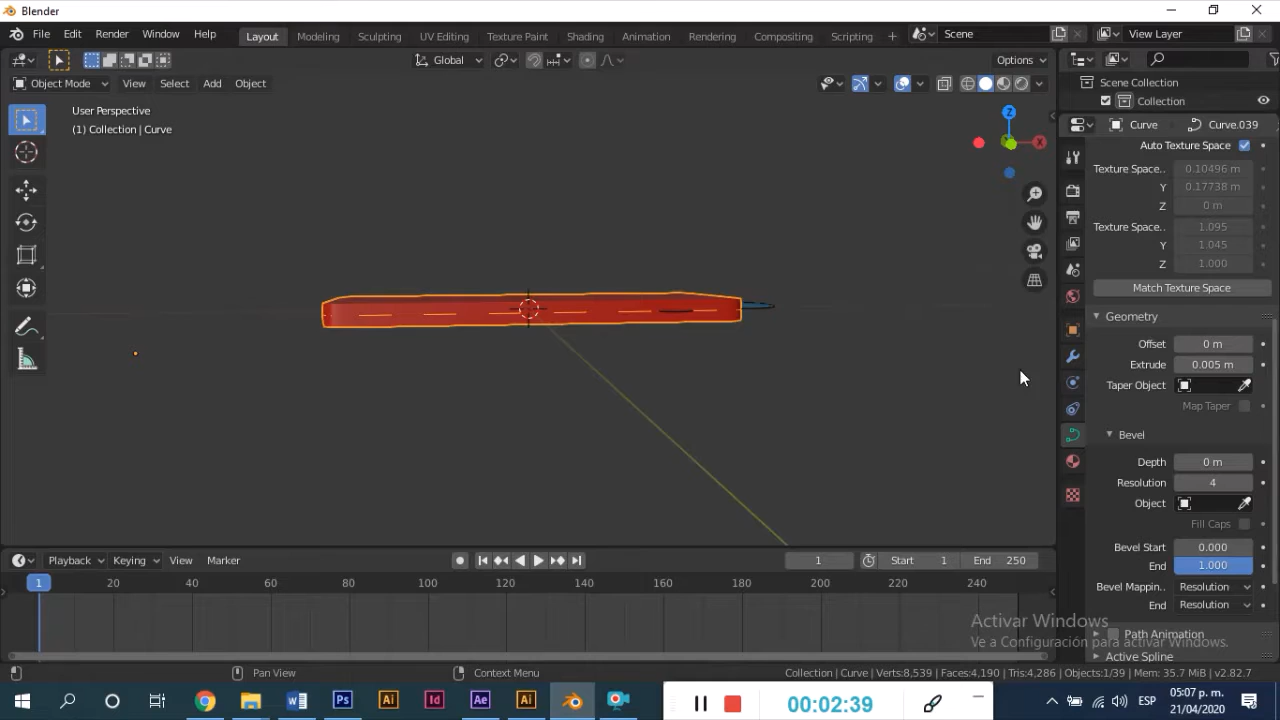 Blender
File Edit Render Window Help Layout Modeling Sculpting UV Editing Texture Paint Shading Animation Rendering Compositing Scripting + Scene View Layer
Global Options
Object Mode View Select Add Object
User Perspective
(1) Collection | Curve
Z
X
Scene Collection
Collection
Curve Curve.039
Auto Texture Space
Texture Space.. 0.10496 m
Y 0.17738 m
Z 0 m
Texture Space.. 1.095
Y 1.045
Z 1.000
Match Texture Space
Geometry
Offset 0 m
Extrude 0.005 m
Taper Object
Map Taper
Bevel
Depth 0 m
Resolution 4
Object
Fill Caps
Bevel Start 0.000
End 1.000
Bevel Mappin.. Resolution
End Resolution
Path Animation
Active Spline
Playback Keying View Marker 1 Start 1 End 250
1 20 40 60 80 100 120 140 160 180 200 220 240
Activar Windows
Ve a Configuración para activar Windows.
Pan View Context Menu Collection | Curve | Verts:8,539 | Faces:4,190 | Tris:4,286 | Objects:1/39 | Mem: 35.7 MiB | v2.82.7
Ps Ai Id Ae Ai 00:02:39 ESP 05:07 p. m.
21/04/2020